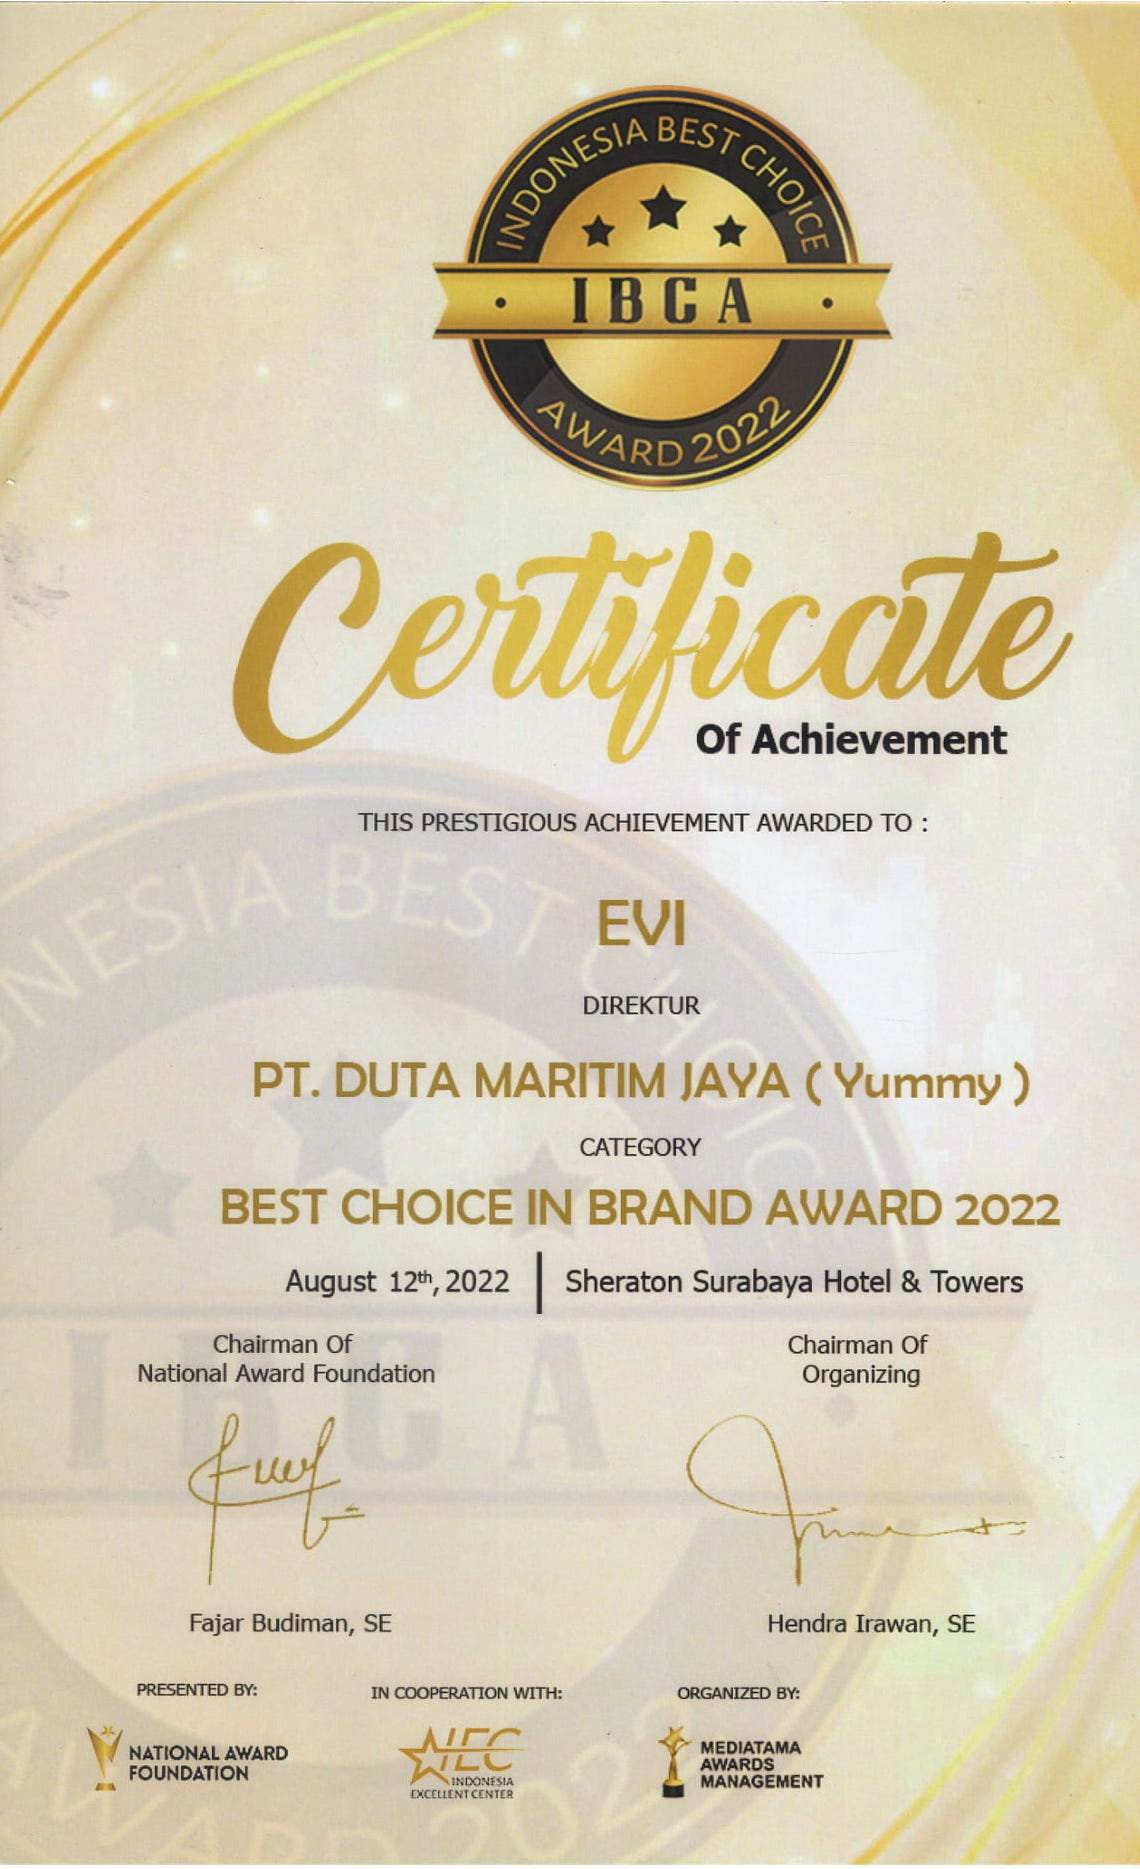 INDONESIA BEST CHOICE
IBCA
AWARD 2022
Certificate
Of Achievement
THIS PRESTIGIOUS ACHIEVEMENT AWARDED TO :
EVI
DIREKTUR
PT. DUTA MARITIM JAYA ( Yummy )
CATEGORY
BEST CHOICE IN BRAND AWARD 2022
August 12th, 2022 | Sheraton Surabaya Hotel & Towers
Chairman Of
National Award Foundation
Chairman Of
Organizing
Fajar Budiman, SE
Hendra Irawan, SE
PRESENTED BY:
NATIONAL AWARD
FOUNDATION
IN COOPERATION WITH:
IEC
INDONESIA
EXCELLENT CENTER
ORGANIZED BY:
MEDIATAMA
AWARDS
MANAGEMENT